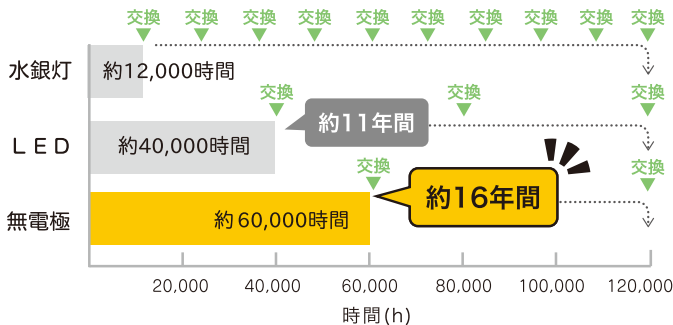 交換 交換 交換 交換 交換 交換 交換 交換 交換 交換
水銀灯 約12,000時間
交換 交換 交換
LED 約40,000時間 約11年間
交換 交換
無電極 約60,000時間 約16年間
20,000 40,000 60,000 80,000 100,000 120,000
時間(h)